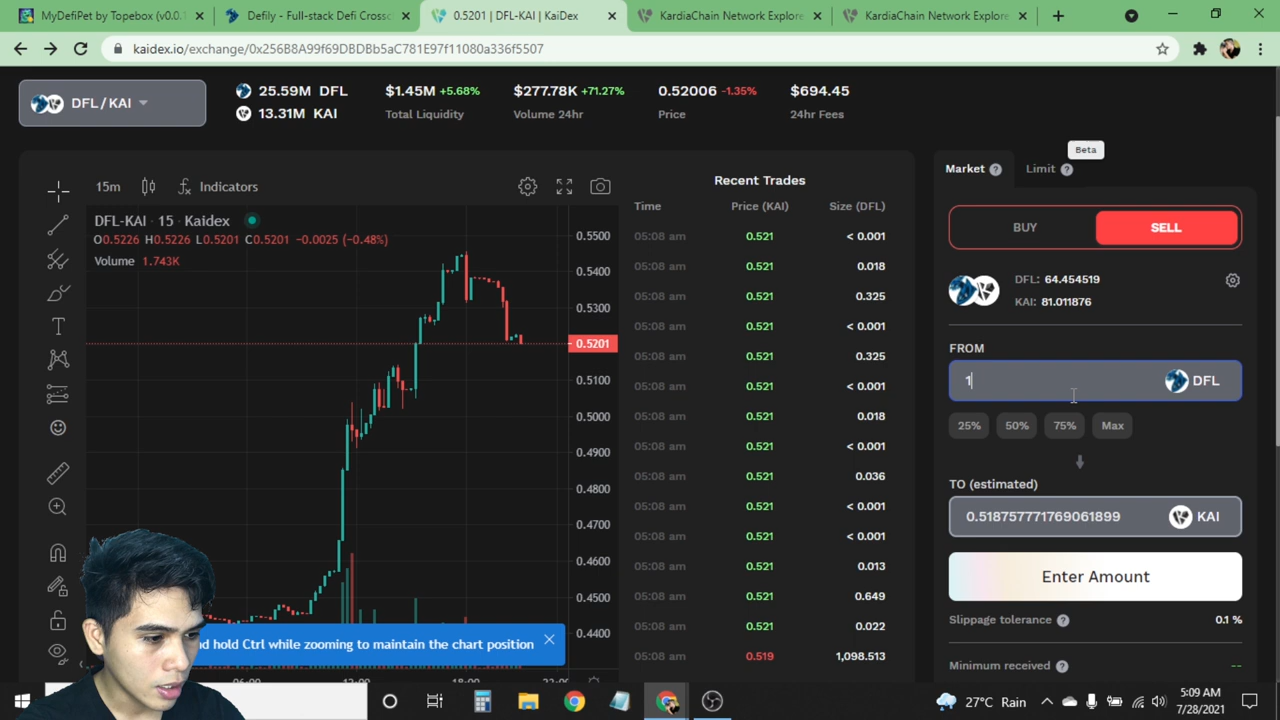 MyDefiPet by Topebox (v0.0.1
Defily - Full-stack Defi Crossc
0.5201 | DFL-KAI | KaiDex
KardiaChain Network Explore
KardiaChain Network Explore
kaidex.io/exchange/0x256B8A99f69DBDBb5aC781E97f11080a336f5507
DFL / KAI
25.59M DFL
13.31M KAI
$1.45M +5.68%
Total Liquidity
$277.78K +71.27%
Volume 24hr
0.52006 -1.35%
Price
$694.45
24hr Fees
15m
Indicators
DFL-KAI · 15 · Kaidex
O0.5226 H0.5226 L0.5201 C0.5201 -0.0025 (-0.48%)
Volume 1.743K
0.5500
0.5400
0.5300
0.5201
0.5100
0.5000
0.4900
0.4800
0.4700
0.4600
0.4500
0.4400
nd hold Ctrl while zooming to maintain the chart position
06:00
12:00
18:00
22:00
Recent Trades
Time Price (KAI) Size (DFL)
05:08 am 0.521 < 0.001
05:08 am 0.521 0.018
05:08 am 0.521 0.325
05:08 am 0.521 < 0.001
05:08 am 0.521 0.325
05:08 am 0.521 < 0.001
05:08 am 0.521 0.018
05:08 am 0.521 < 0.001
05:08 am 0.521 0.036
05:08 am 0.521 < 0.001
05:08 am 0.521 < 0.001
05:08 am 0.521 0.013
05:08 am 0.521 0.649
05:08 am 0.521 0.022
05:08 am 0.519 1,098.513
Beta
Market ? Limit ?
BUY SELL
DFL: 64.454519
KAI: 81.011876
FROM
1 DFL
25% 50% 75% Max
TO (estimated)
0.518757771769061899 KAI
Enter Amount
Slippage tolerance ? 0.1 %
Minimum received ? --
27°C Rain
5:09 AM
7/28/2021